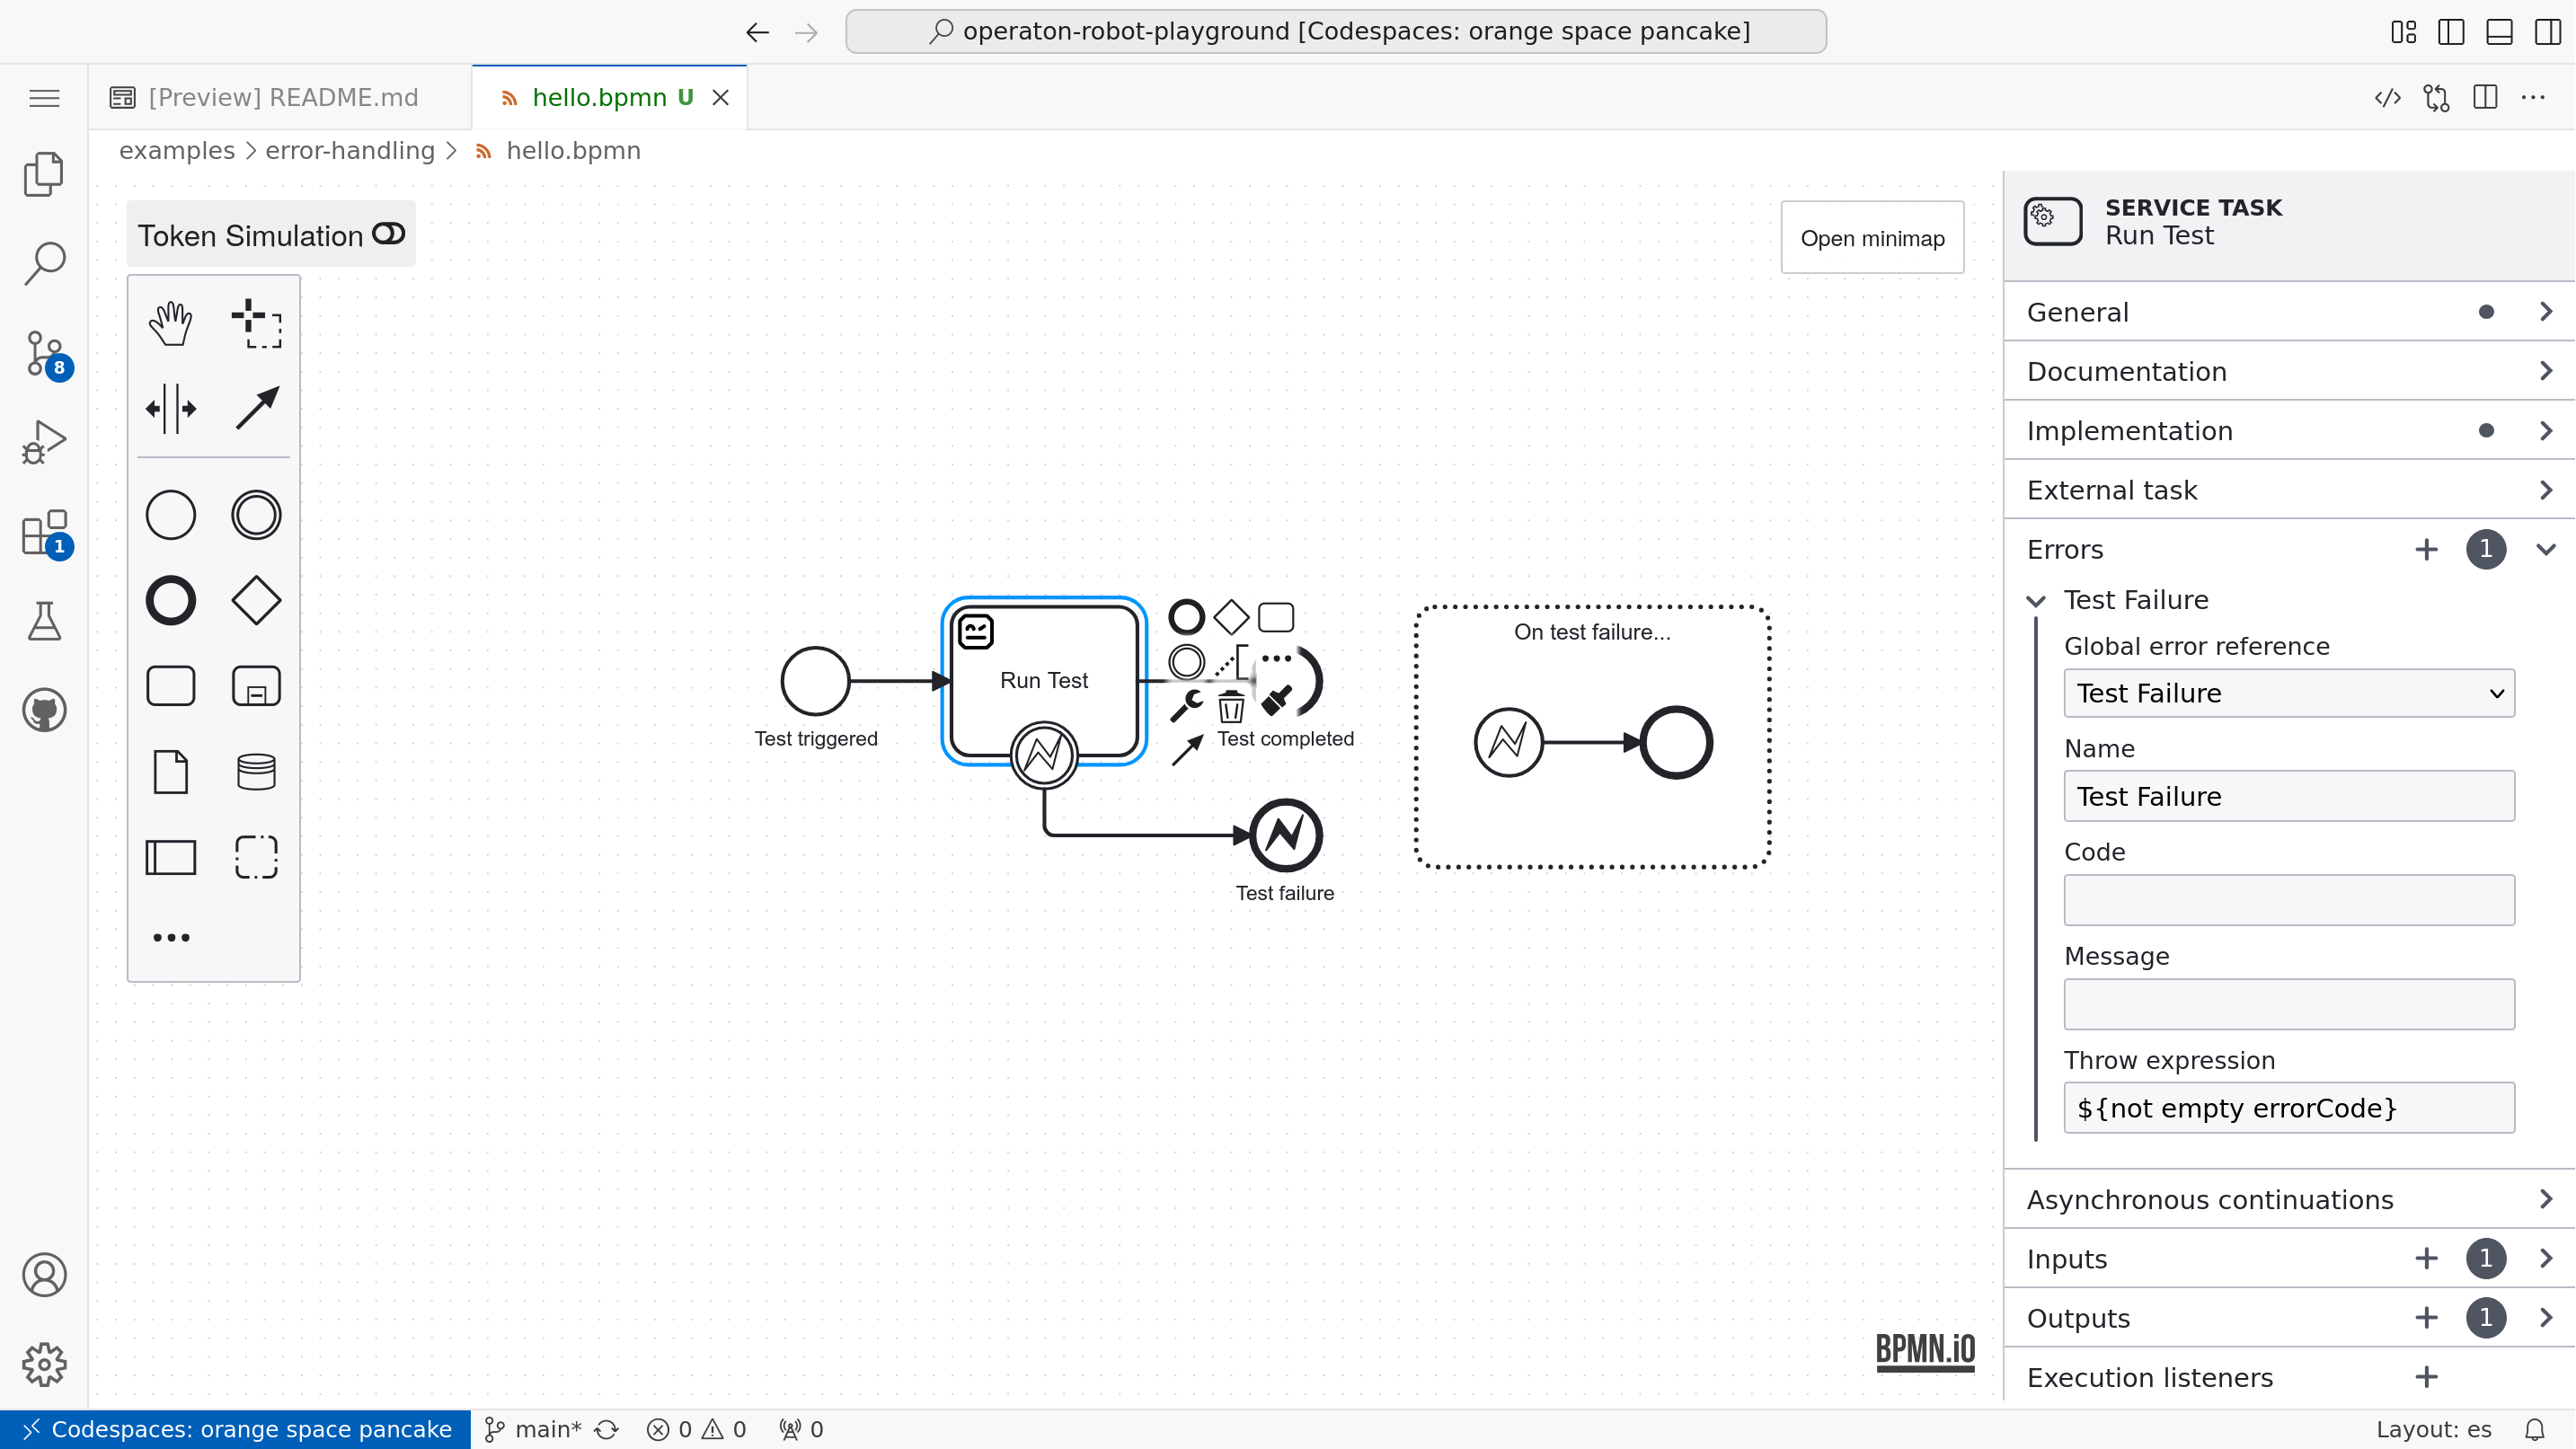 operaton-robot-playground [Codespaces: orange space pancake]
[Preview] README.md
hello.bpmn U
examples > error-handling > hello.bpmn
Token Simulation
Open minimap
8
1
Run Test
Test triggered
Test completed
Test failure
On test failure...
BPMN.iO
SERVICE TASK
Run Test
General
Documentation
Implementation
External task
Errors 1
Test Failure
Global error reference
Test Failure
Name
Test Failure
Code
Message
Throw expression
${not empty errorCode}
Asynchronous continuations
Inputs 1
Outputs 1
Execution listeners
Codespaces: orange space pancake main* 0 0 0 Layout: es